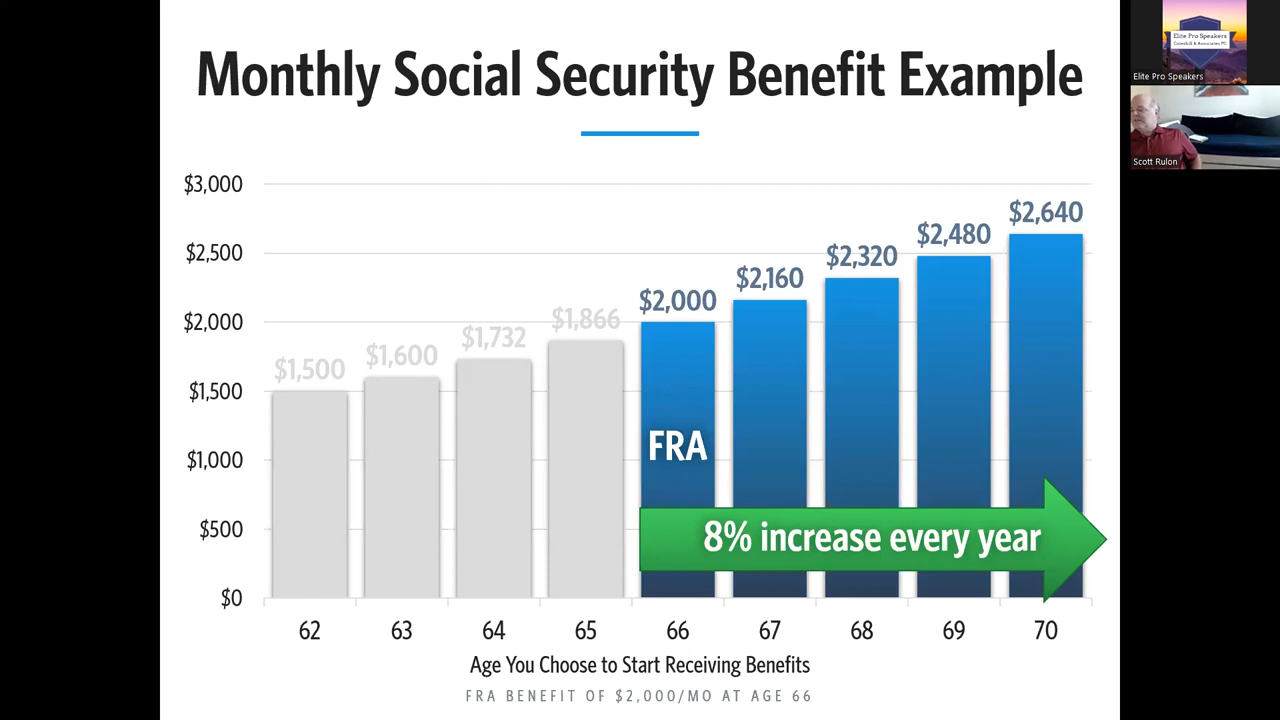 Monthly Social Security Benefit Example
$3,000
$2,500
$2,000
$1,500
$1,000
$500
$0
$1,500
$1,600
$1,732
$1,866
$2,000
$2,160
$2,320
$2,480
$2,640
FRA
8% increase every year
62 63 64 65 66 67 68 69 70
Age You Choose to Start Receiving Benefits
FRA BENEFIT OF $2,000/MO AT AGE 66
Elite Pro Speakers
Elite Pro Speakers
Scott Rulon